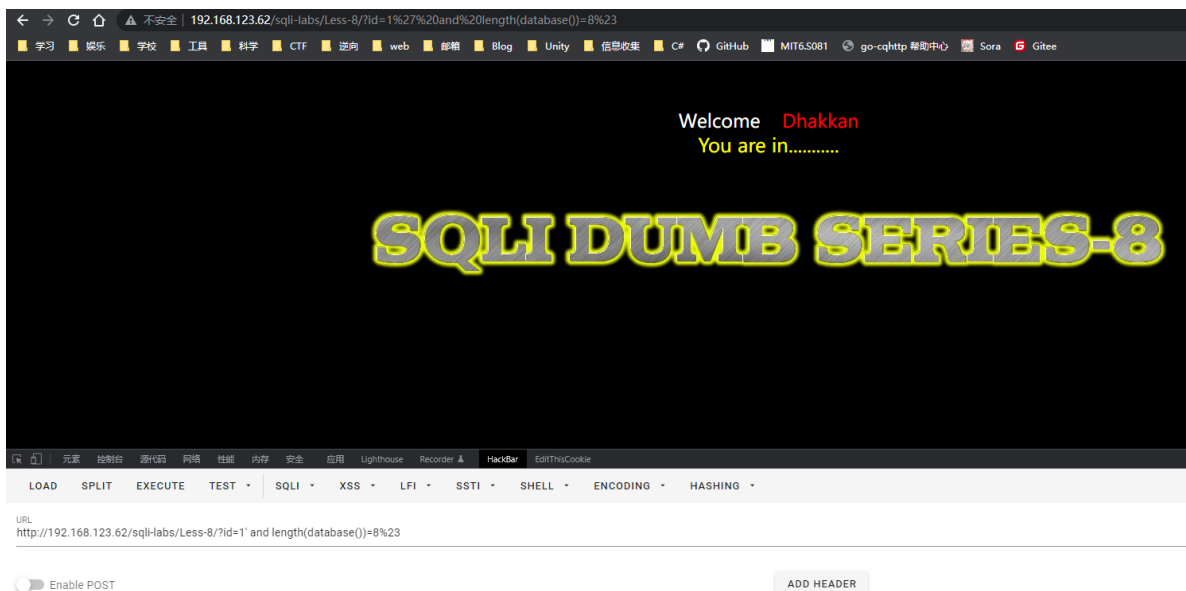 不安全 192.168.123.62/sqli-labs/Less-8/?id=1%27%20and%20length(database())=8%23
学习 娱乐 学校 工具 科学 CTF 逆向 web 邮箱 Blog Unity 信息收集 C# GitHub MIT6.S081 go-cqhttp 帮助中心 Sora Gitee
Welcome Dhakkan
You are in...........
SQLI DUMB SERIES-8
元素 控制台 源代码 网络 性能 内存 安全 应用 Lighthouse Recorder HackBar EditThisCookie
LOAD SPLIT EXECUTE TEST SQLI XSS LFI SSTI SHELL ENCODING HASHING
URL
http://192.168.123.62/sqli-labs/Less-8/?id=1' and length(database())=8%23
Enable POST ADD HEADER